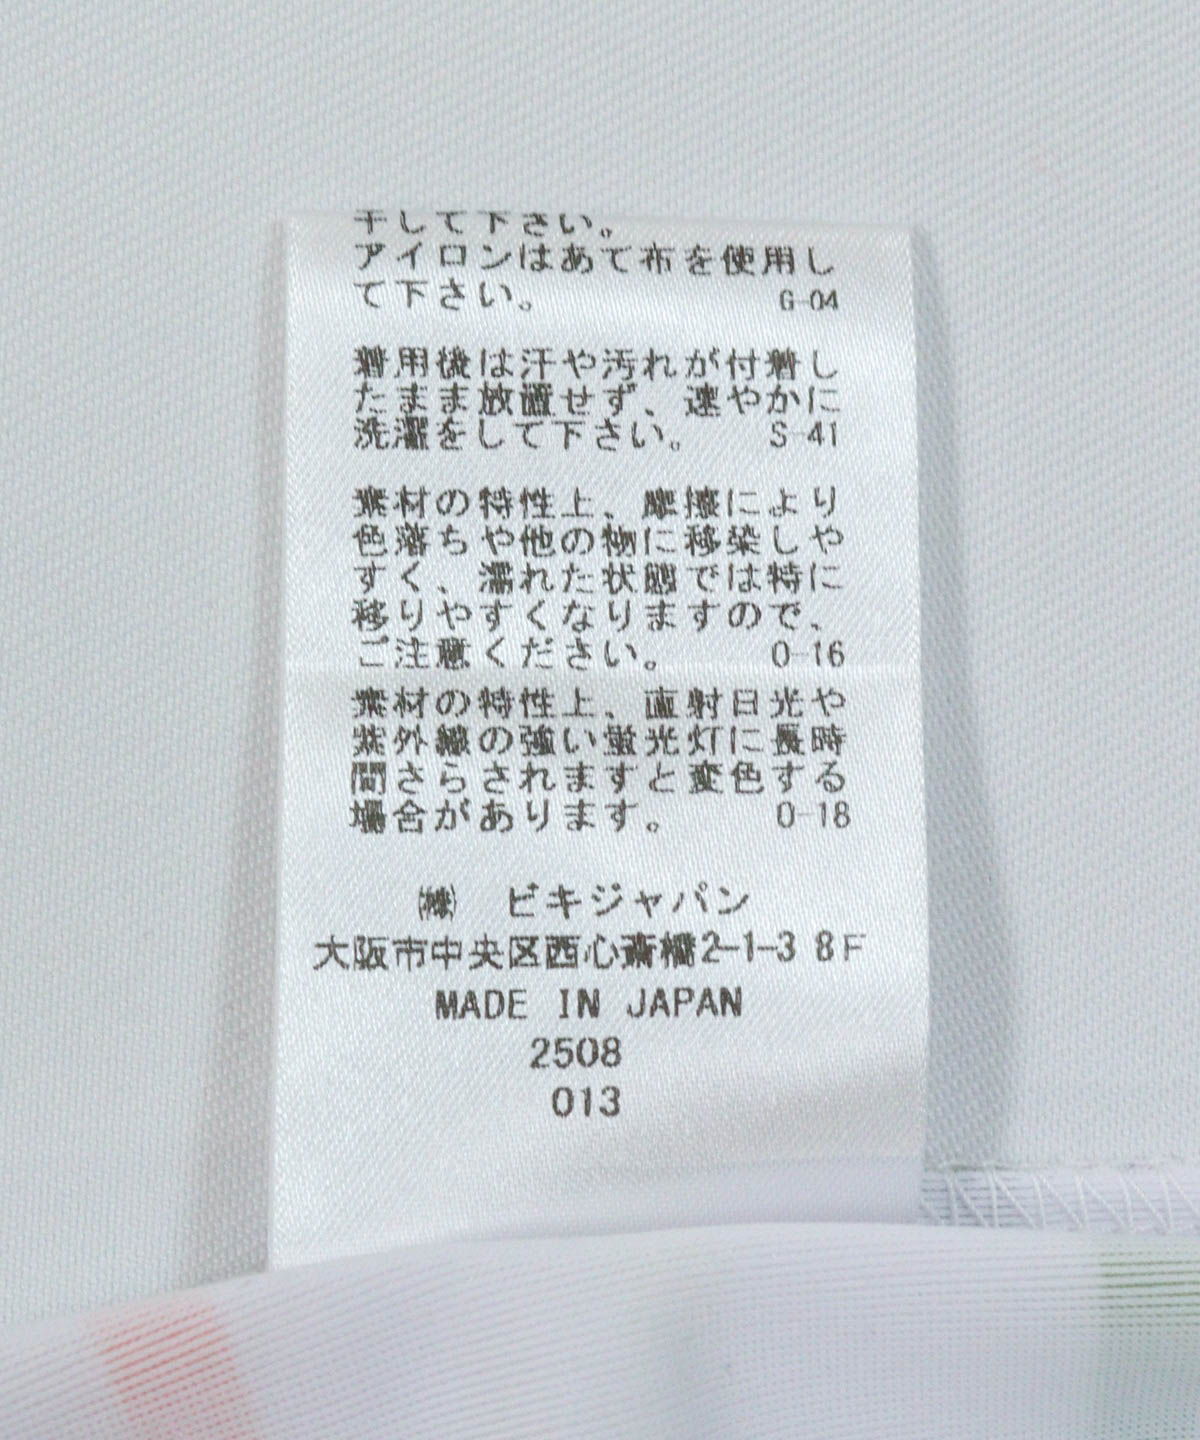 干して下さい。
アイロンはあて布を使用し
て下さい。 G-04
着用後は汗や汚れが付着し
たまま放置せず、速やかに
洗濯をして下さい。 S-41
素材の特性上、摩擦により
色落ちや他の物に移染しや
すく、濡れた状態では特に
移りやすくなりますので、
ご注意ください。 O-16
素材の特性上、直射日光や
紫外線の強い蛍光灯に長時
間さらされますと変色する
場合があります。 O-18
㈱ ビキジャパン
大阪市中央区西心斎橋2-1-3 8F
MADE IN JAPAN
2508
013